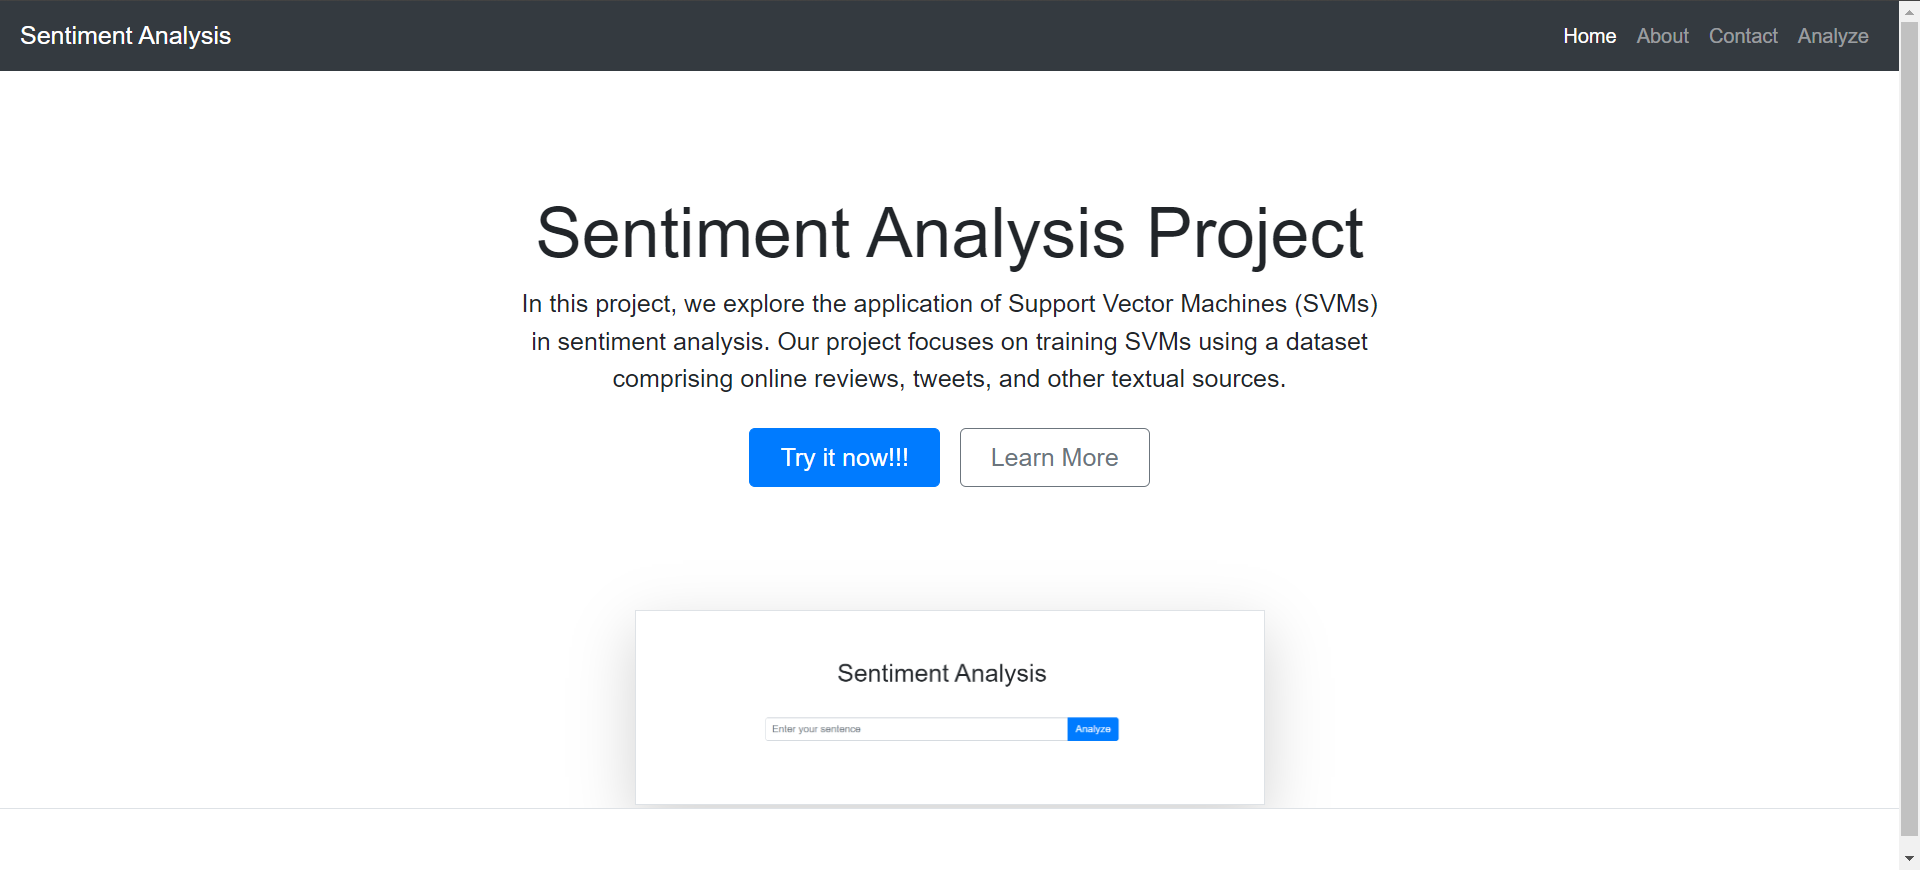 Sentiment Analysis
Home About Contact Analyze
Sentiment Analysis Project
In this project, we explore the application of Support Vector Machines (SVMs)
in sentiment analysis. Our project focuses on training SVMs using a dataset
comprising online reviews, tweets, and other textual sources.
Try it now!!! Learn More
Sentiment Analysis
Enter your sentence Analyze